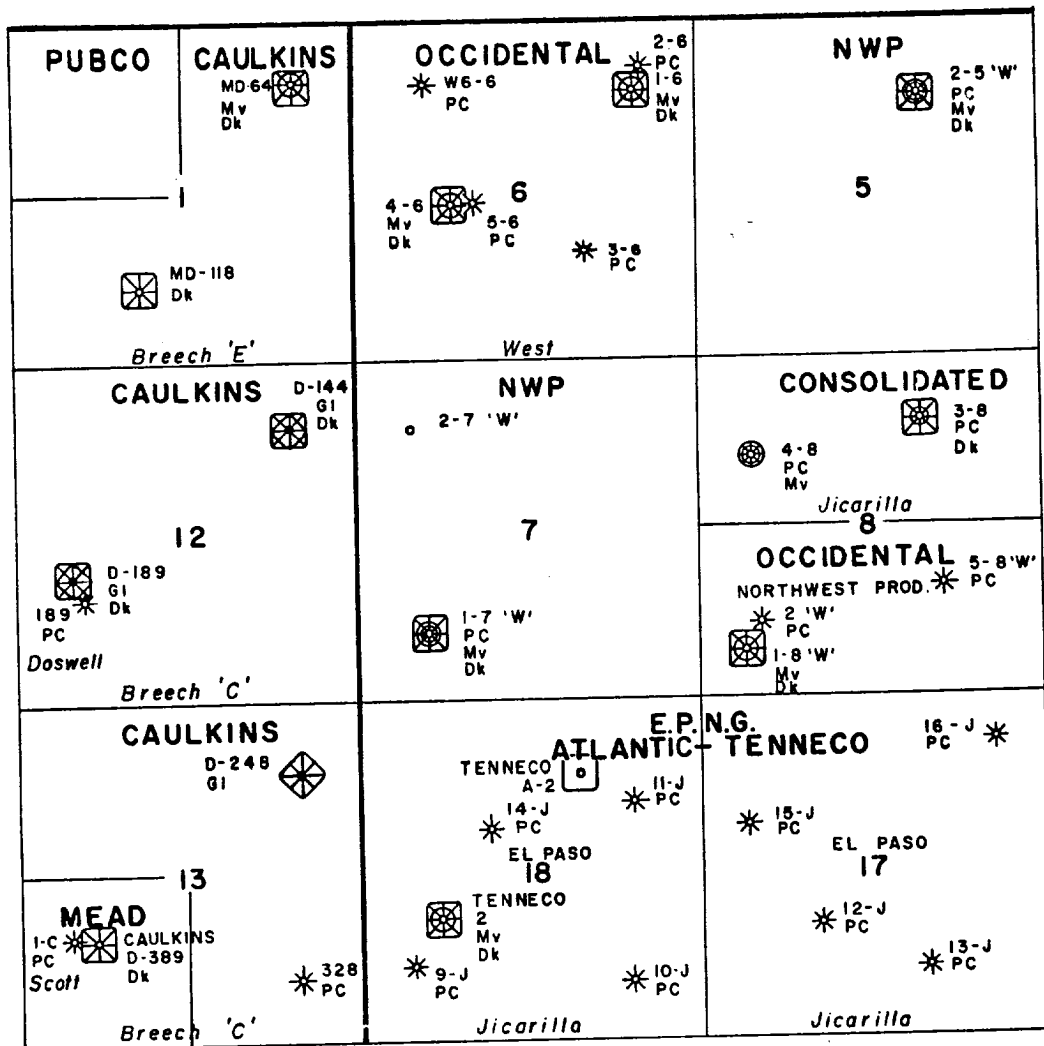 PUBCO
CAULKINS
MD-64
Mv
Dk
1
MD-118
Dk
Breech 'E'
OCCIDENTAL
W6-6
PC
2-6
PC
1-6
Mv
Dk
6
4-6
Mv
Dk
5-6
PC
3-6
PC
West
NWP
2-5 'W'
PC
Mv
Dk
5
CAULKINS
D-144
GI
Dk
12
D-189
GI
Dk
189
PC
Doswell
Breech 'C'
NWP
2-7 'W'
7
1-7 'W'
PC
Mv
Dk
CONSOLIDATED
3-8
PC
Dk
4-8
PC
Mv
Jicarilla
8
OCCIDENTAL
5-8'W'
PC
NORTHWEST PROD.
2 'W'
PC
1-8 'W'
Mv
Dk
CAULKINS
D-248
GI
13
MEAD
1-C
PC
CAULKINS
D-389
Dk
Scott
328
PC
Breech 'C'
E.P.N.G.
ATLANTIC-TENNECO
TENNECO
A-2
11-J
PC
14-J
PC
EL PASO
18
TENNECO
2
Mv
Dk
9-J
PC
10-J
PC
Jicarilla
16-J
PC
15-J
PC
EL PASO
17
12-J
PC
13-J
PC
Jicarilla